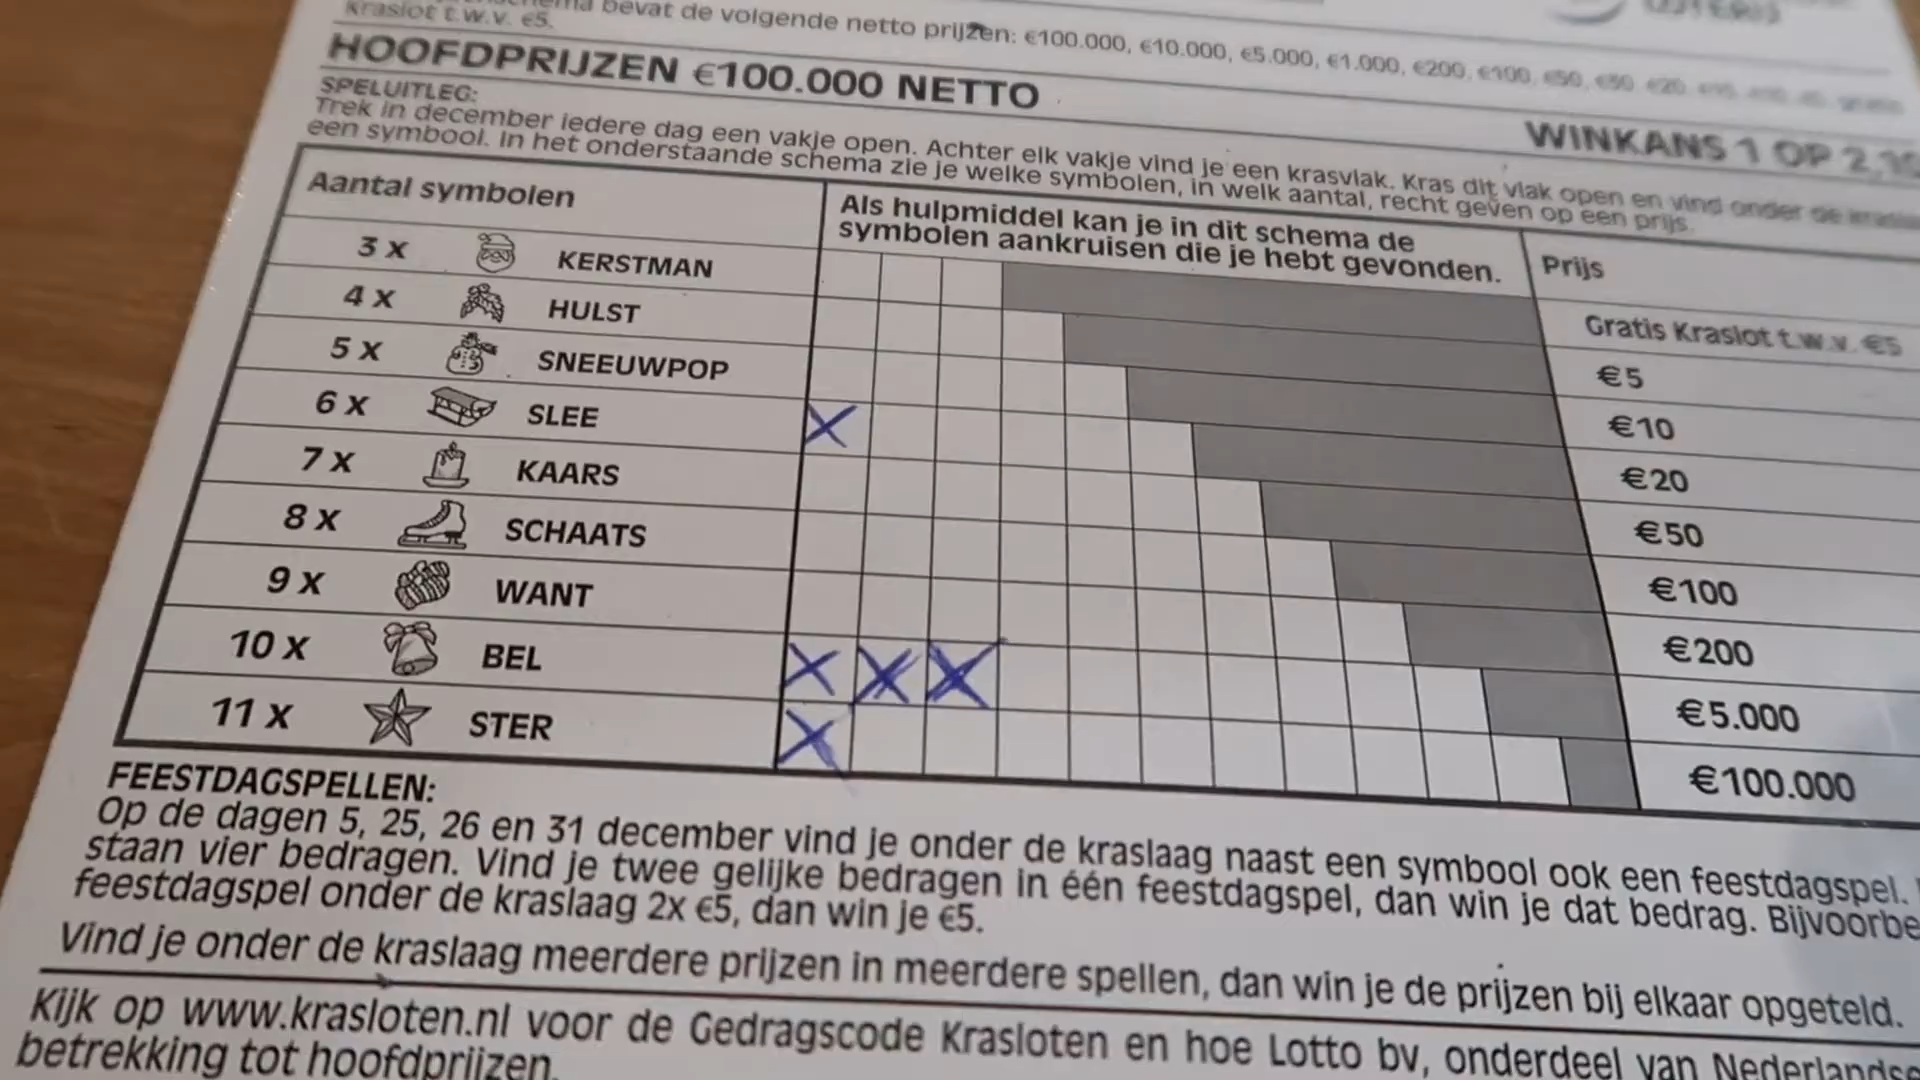 bevat de volgende netto prijzen: €100.000, €10.000, €5.000, €1.000, €200, €100, €50,
kraslot t.w.v. €5.
HOOFDPRIJZEN €100.000 NETTO
WINKANS 1 OP
SPELUITLEG:
Trek in december iedere dag een vakje open. Achter elk vakje vind je een krasvlak. Kras dit vlak open en vind onder de
een symbool. In het onderstaande schema zie je welke symbolen, in welk aantal, recht geven op een prijs.
Aantal symbolen
Als hulpmiddel kan je in dit schema de
symbolen aankruisen die je hebt gevonden.
Prijs
3 x KERSTMAN Gratis Kraslot t.w.v. €5
4 x HULST €5
5 x SNEEUWPOP €10
6 x SLEE €20
7 x KAARS €50
8 x SCHAATS €100
9 x WANT €200
10 x BEL €5.000
11 x STER €100.000
FEESTDAGSPELLEN:
Op de dagen 5, 25, 26 en 31 december vind je onder de kraslaag naast een symbool ook een feestdagspel.
staan vier bedragen. Vind je twee gelijke bedragen in één feestdagspel, dan win je dat bedrag. Bijvoorbe
feestdagspel onder de kraslaag 2x €5, dan win je €5.
Vind je onder de kraslaag meerdere prijzen in meerdere spellen, dan win je de prijzen bij elkaar opgeteld.
Kijk op www.krasloten.nl voor de Gedragscode Krasloten en hoe Lotto bv, onderdeel van Nederlandse
betrekking tot hoofdprijzen.